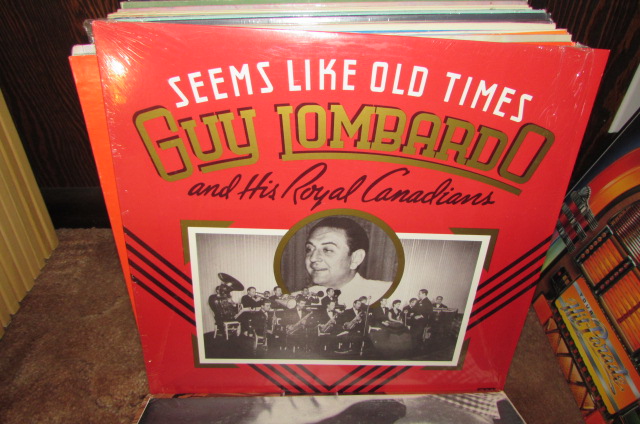 SEEMS LIKE OLD TIMES
GUY LOMBARDO
and His Royal Canadians